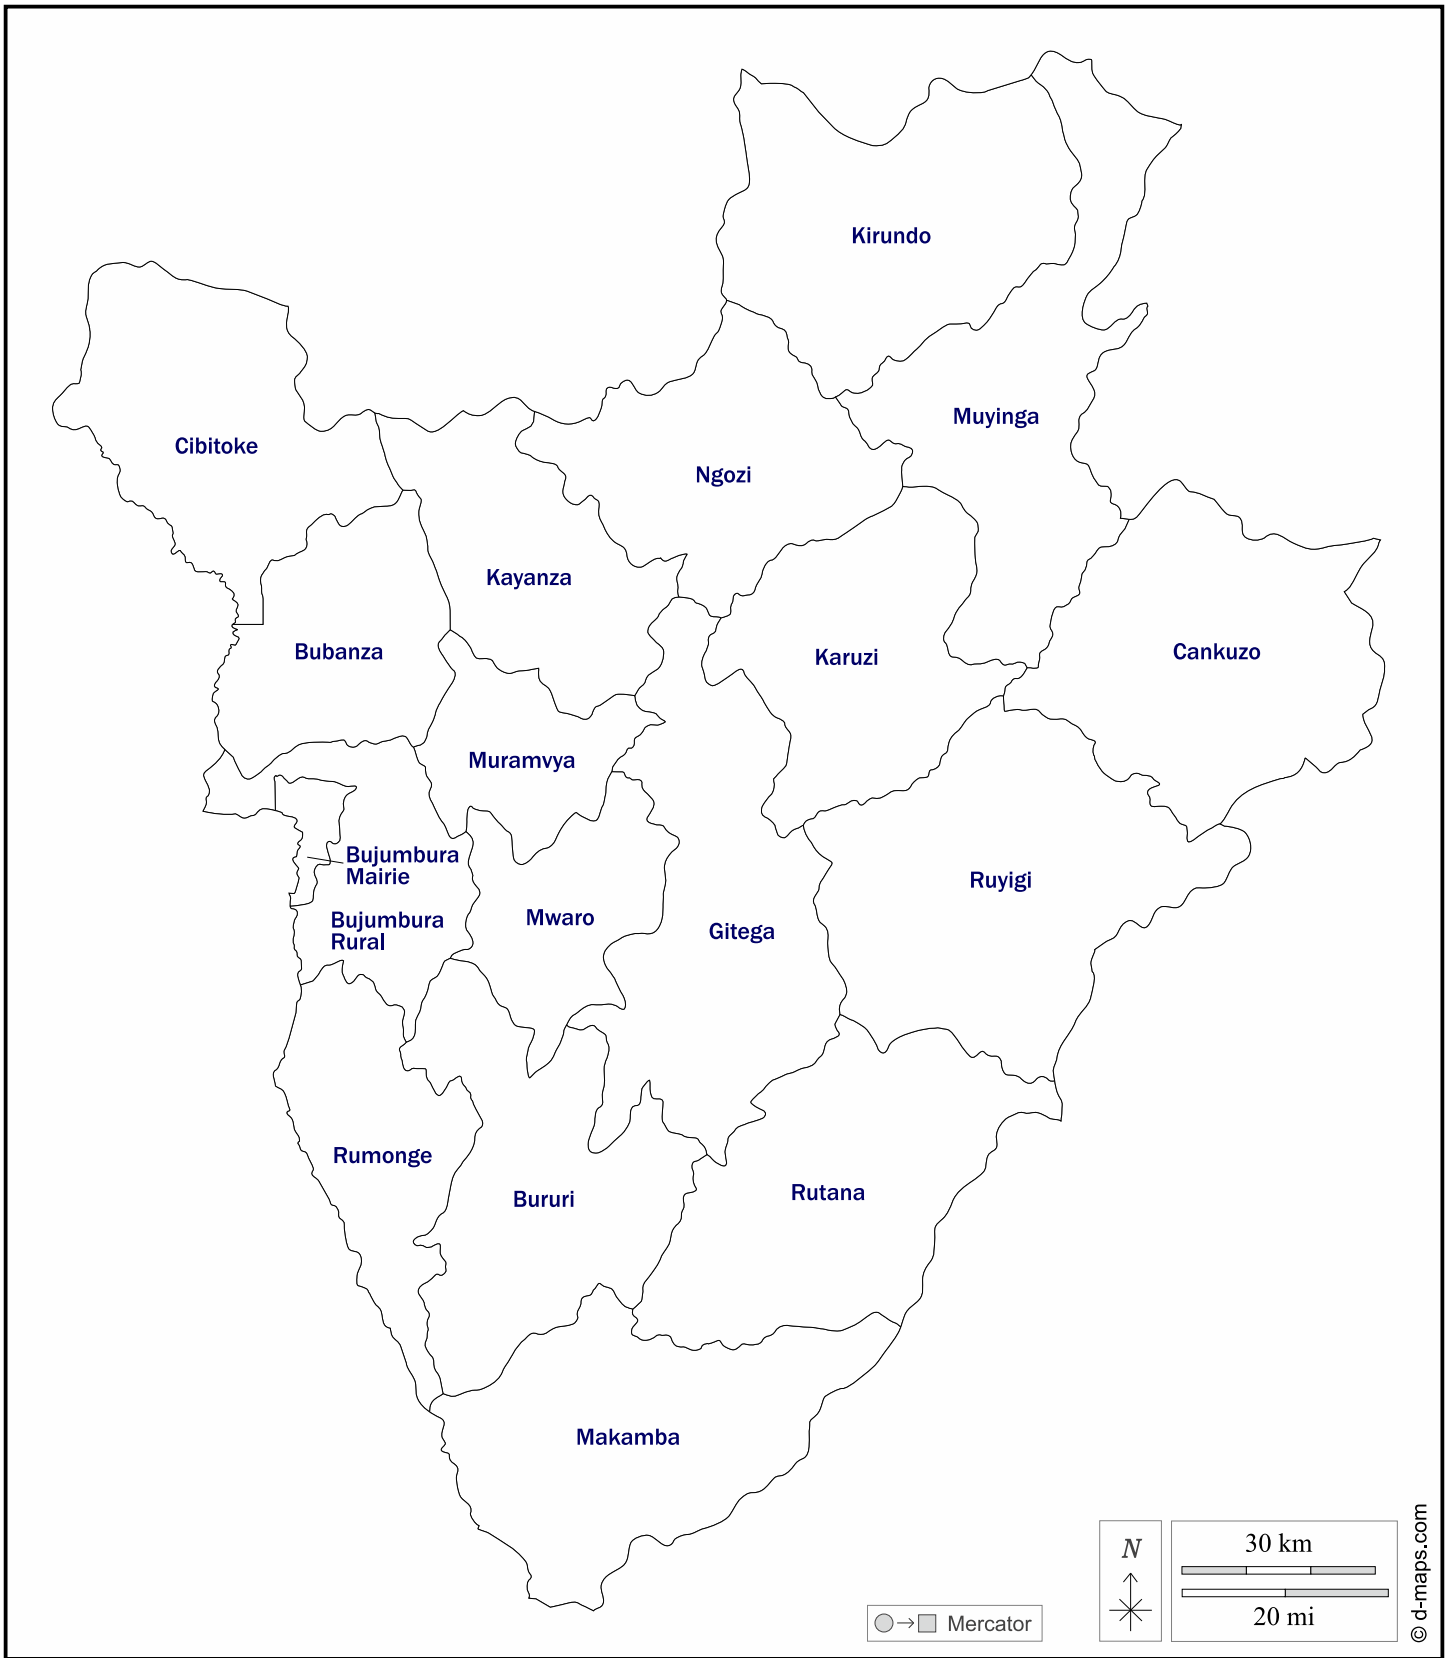 Kirundo
Muyinga
Cibitoke
Ngozi
Kayanza
Bubanza
Karuzi
Cankuzo
Muramvya
Bujumbura
Mairie
Ruyigi
Bujumbura
Rural
Mwaro
Gitega
Rumonge
Bururi
Rutana
Makamba
N
30 km
20 mi
Mercator
© d-maps.com